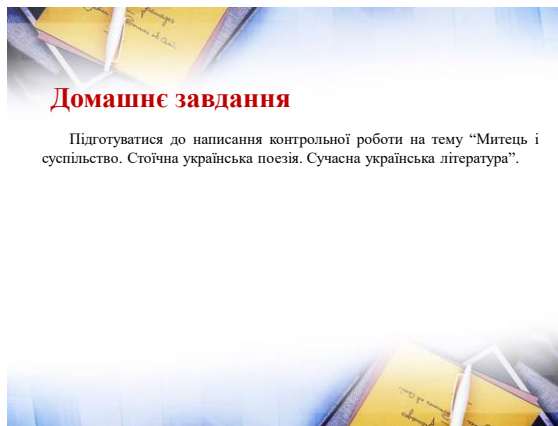 Домашнє завдання
Підготуватися до написання контрольної роботи на тему “Митець і
суспільство. Стоїчна українська поезія. Сучасна українська література”.